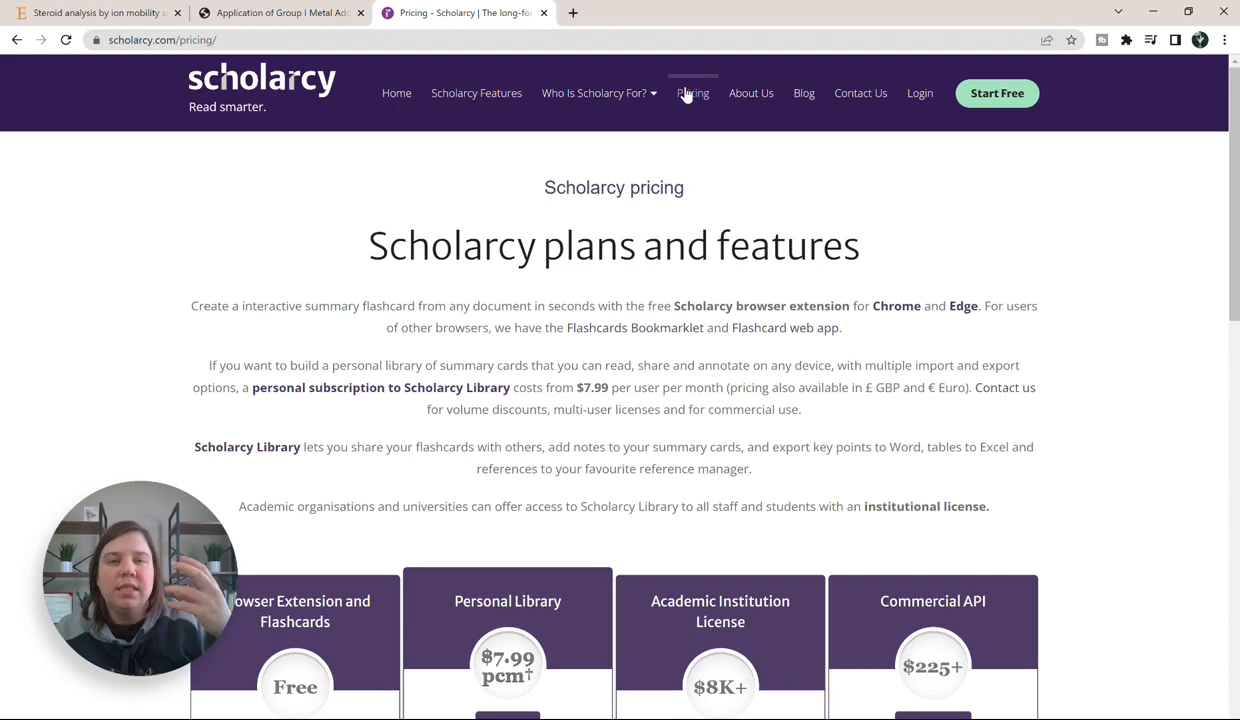 Steroid analysis by ion mobility s
Application of Group I Metal Add
Pricing - Scholarcy | The long-for
scholarcy.com/pricing/
scholarcy
Read smarter.
Home
Scholarcy Features
Who Is Scholarcy For?
Pricing
About Us
Blog
Contact Us
Login
Start Free
Scholarcy pricing
Scholarcy plans and features
Create a interactive summary flashcard from any document in seconds with the free Scholarcy browser extension for Chrome and Edge. For users
of other browsers, we have the Flashcards Bookmarklet and Flashcard web app.
If you want to build a personal library of summary cards that you can read, share and annotate on any device, with multiple import and export
options, a personal subscription to Scholarcy Library costs from $7.99 per user per month (pricing also available in £ GBP and € Euro). Contact us
for volume discounts, multi-user licenses and for commercial use.
Scholarcy Library lets you share your flashcards with others, add notes to your summary cards, and export key points to Word, tables to Excel and
references to your favourite reference manager.
Academic organisations and universities can offer access to Scholarcy Library to all staff and students with an institutional license.
owser Extension and
Flashcards
Free
Personal Library
$7.99
pcm†
Academic Institution
License
$8K+
Commercial API
$225+